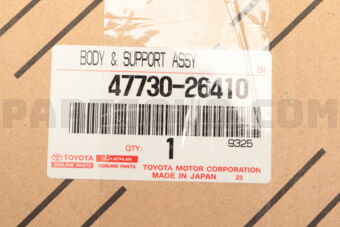 BODY & SUPPORT ASSY
47730-26410
QTY: 1 9325
TOYOTA LEXUS TOYOTA MOTOR CORPORATION
GENUINE PARTS GENUINE PARTS MADE IN JAPAN 23